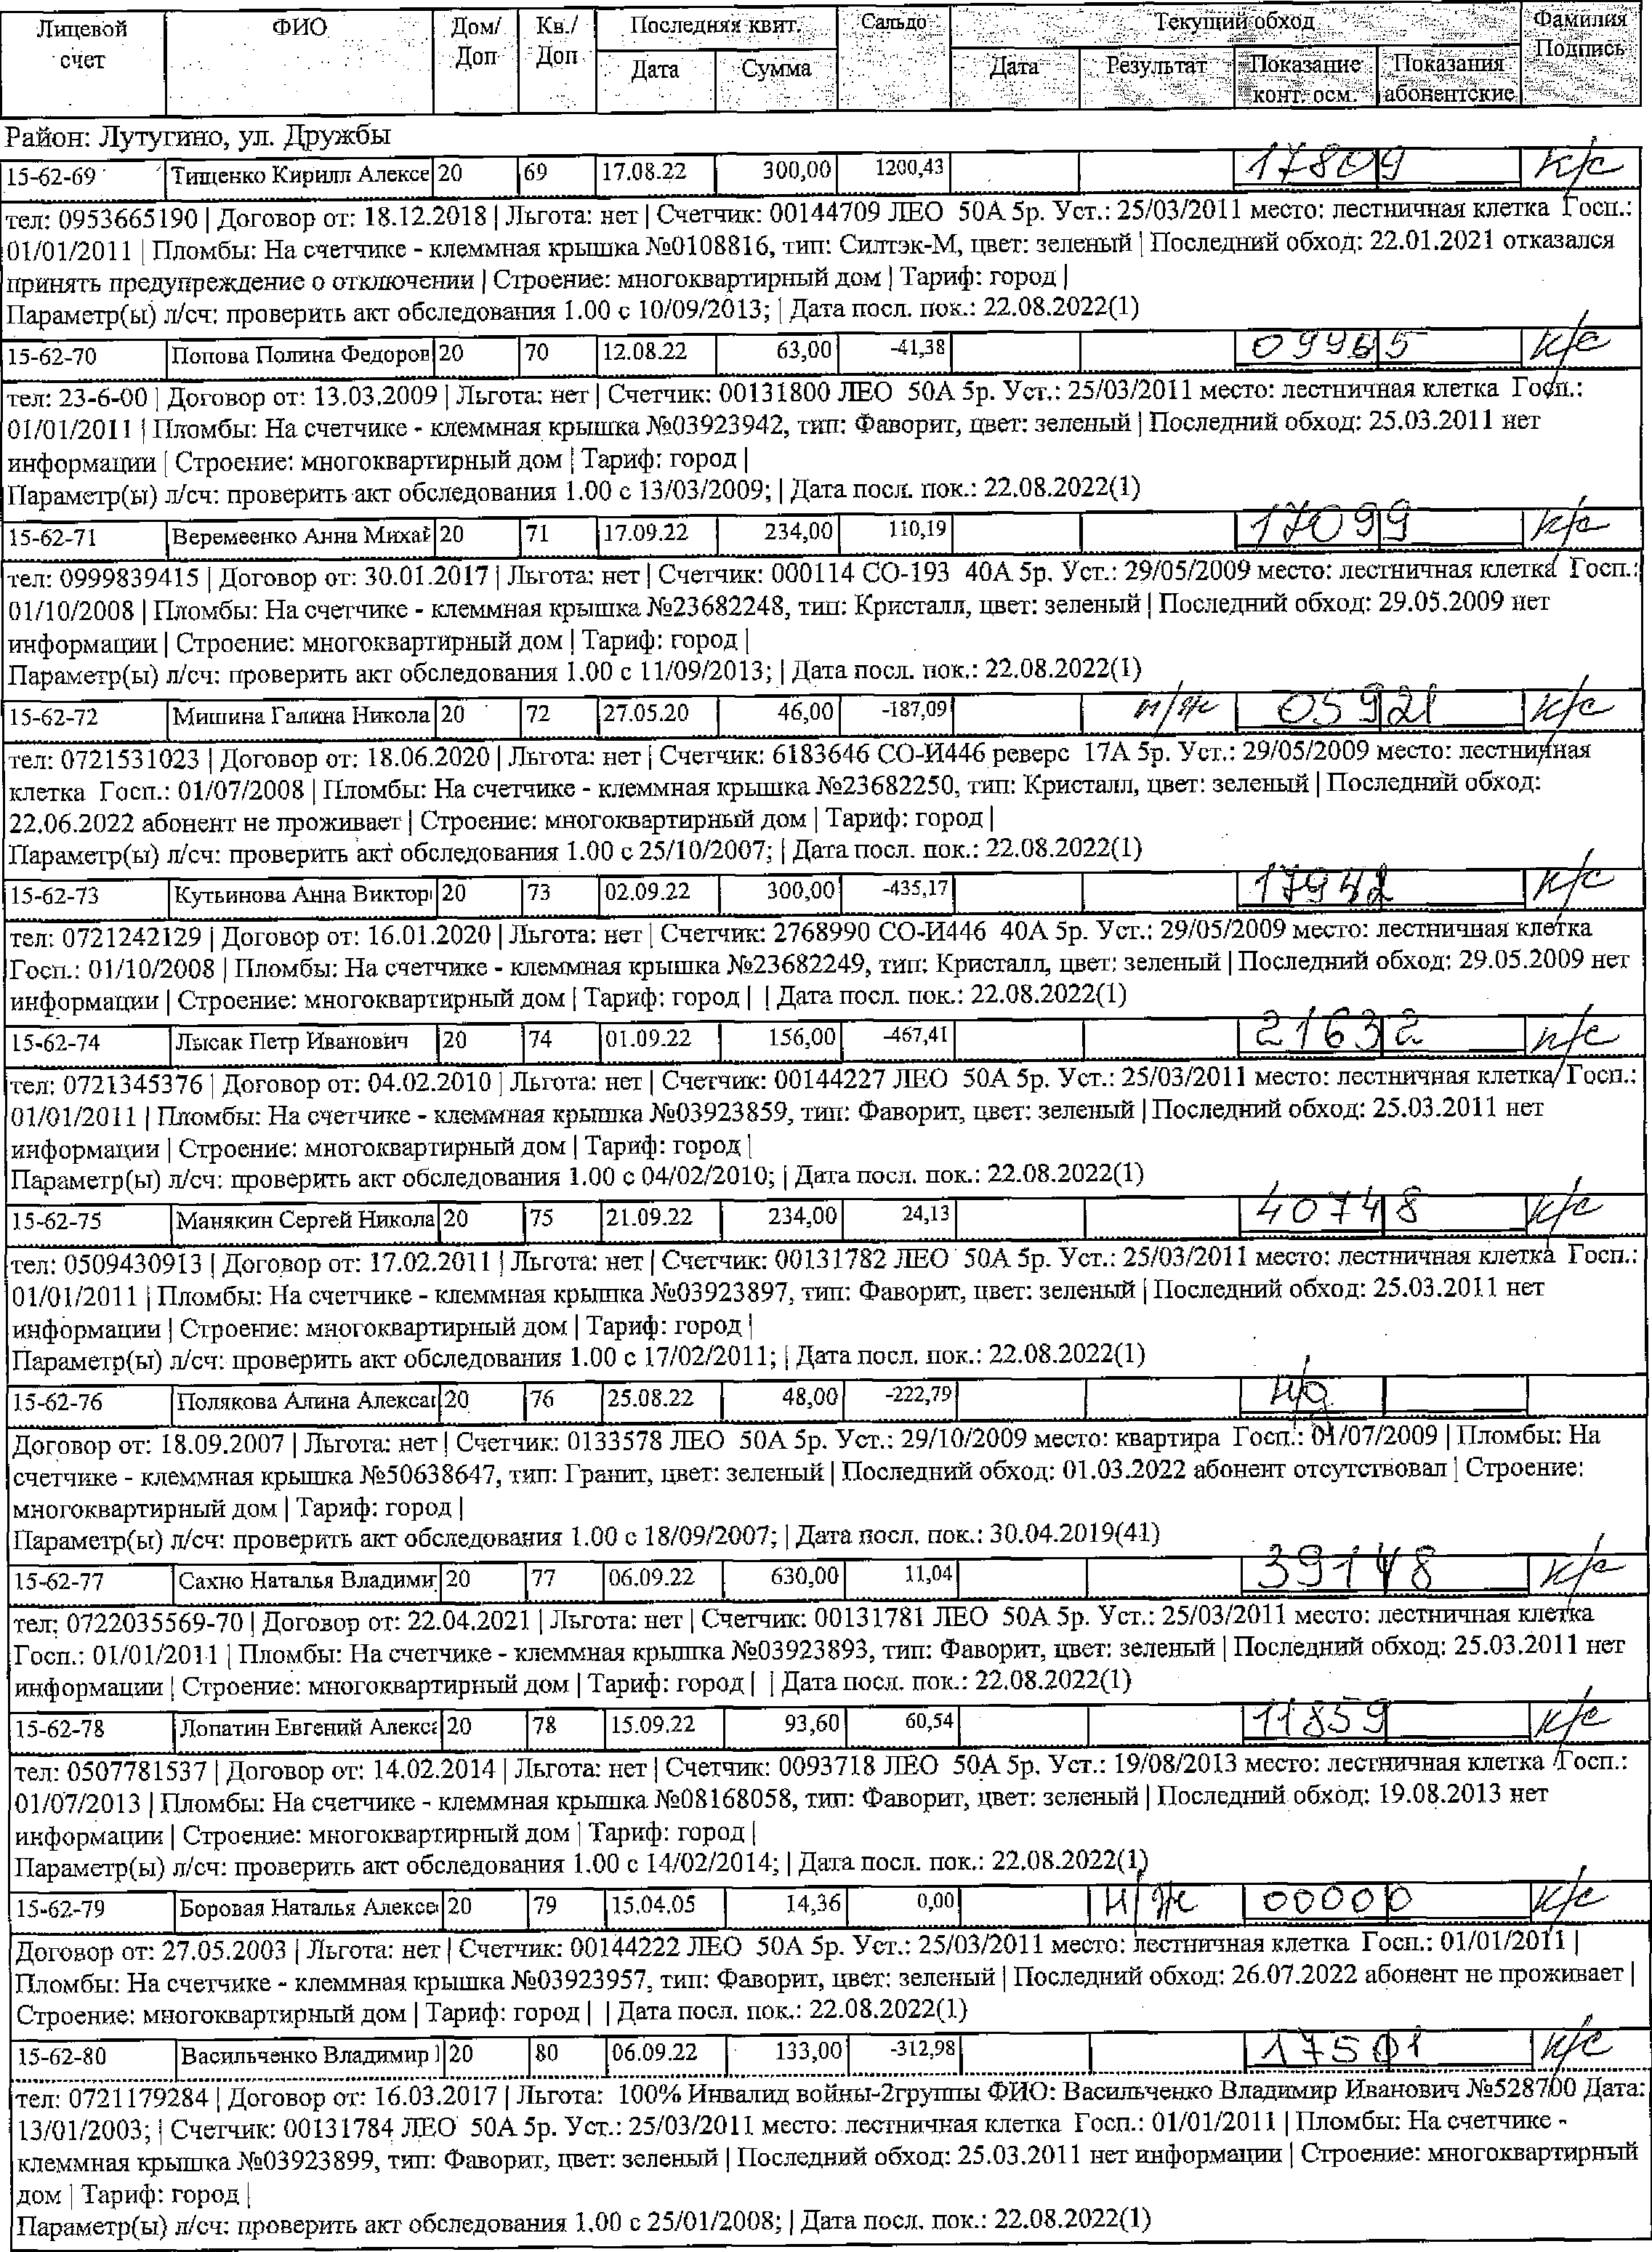 Лицевой счет ФИО Дом/Доп Кв./Доп Последняя квит. Сальдо Текущий обход Фамилия Подпись
Дата Сумма Дата Результат Показание конт. осм. Показания абонентские
Район: Лутугино, ул. Дружбы
15-62-69 Тищенко Кирилл Алексе 20 69 17.08.22 300,00 1200,43 17809 к/с
тел: 0953665190 | Договор от: 18.12.2018 | Льгота: нет | Счетчик: 00144709 ЛЕО 50А 5р. Уст.: 25/03/2011 место: лестничная клетка Госп.:
01/01/2011 | Пломбы: На счетчике - клеммная крышка №0108816, тип: Силтэк-М, цвет: зеленый | Последний обход: 22.01.2021 отказался
принять предупреждение о отключении | Строение: многоквартирный дом | Тариф: город |
Параметр(ы) л/сч: проверить акт обследования 1.00 с 10/09/2013; | Дата посл. пок.: 22.08.2022(1)
15-62-70 Попова Полина Федоров 20 70 12.08.22 63,00 -41,38 09965 к/с
тел: 23-6-00 | Договор от: 13.03.2009 | Льгота: нет | Счетчик: 00131800 ЛЕО 50А 5р. Уст.: 25/03/2011 место: лестничная клетка Госп.:
01/01/2011 | Пломбы: На счетчике - клеммная крышка №03923942, тип: Фаворит, цвет: зеленый | Последний обход: 25.03.2011 нет
информации | Строение: многоквартирный дом | Тариф: город |
Параметр(ы) л/сч: проверить акт обследования 1.00 с 13/03/2009; | Дата посл. пок.: 22.08.2022(1)
15-62-71 Веремеенко Анна Михай 20 71 17.09.22 234,00 110,19 17099 к/с
тел: 0999839415 | Договор от: 30.01.2017 | Льгота: нет | Счетчик: 000114 СО-193 40А 5р. Уст.: 29/05/2009 место: лестничная клетка Госп.:
01/10/2008 | Пломбы: На счетчике - клеммная крышка №23682248, тип: Кристалл, цвет: зеленый | Последний обход: 29.05.2009 нет
информации | Строение: многоквартирный дом | Тариф: город |
Параметр(ы) л/сч: проверить акт обследования 1.00 с 11/09/2013; | Дата посл. пок.: 22.08.2022(1)
15-62-72 Мишина Галина Никола 20 72 27.05.20 46,00 -187,09 н/ж 05921 к/с
тел: 0721531023 | Договор от: 18.06.2020 | Льгота: нет | Счетчик: 6183646 СО-И446 реверс 17А 5р. Уст.: 29/05/2009 место: лестничная
клетка Госп.: 01/07/2008 | Пломбы: На счетчике - клеммная крышка №23682250, тип: Кристалл, цвет: зеленый | Последний обход:
22.06.2022 абонент не проживает | Строение: многоквартирный дом | Тариф: город |
Параметр(ы) л/сч: проверить акт обследования 1.00 с 25/10/2007; | Дата посл. пок.: 22.08.2022(1)
15-62-73 Кутьинова Анна Виктор 20 73 02.09.22 300,00 -435,17 17942 к/с
тел: 0721242129 | Договор от: 16.01.2020 | Льгота: нет | Счетчик: 2768990 СО-И446 40А 5р. Уст.: 29/05/2009 место: лестничная клетка
Госп.: 01/10/2008 | Пломбы: На счетчике - клеммная крышка №23682249, тип: Кристалл, цвет: зеленый | Последний обход: 29.05.2009 нет
информации | Строение: многоквартирный дом | Тариф: город | | Дата посл. пок.: 22.08.2022(1)
15-62-74 Лысак Петр Иванович 20 74 01.09.22 156,00 -467,41 21632 к/с
тел: 0721345376 | Договор от: 04.02.2010 | Льгота: нет | Счетчик: 00144227 ЛЕО 50А 5р. Уст.: 25/03/2011 место: лестничная клетка Госп.:
01/01/2011 | Пломбы: На счетчике - клеммная крышка №03923859, тип: Фаворит, цвет: зеленый | Последний обход: 25.03.2011 нет
информации | Строение: многоквартирный дом | Тариф: город |
Параметр(ы) л/сч: проверить акт обследования 1.00 с 04/02/2010; | Дата посл. пок.: 22.08.2022(1)
15-62-75 Манякин Сергей Никола 20 75 21.09.22 234,00 24,13 40748 к/с
тел: 0509430913 | Договор от: 17.02.2011 | Льгота: нет | Счетчик: 00131782 ЛЕО 50А 5р. Уст.: 25/03/2011 место: лестничная клетка Госп.:
01/01/2011 | Пломбы: На счетчике - клеммная крышка №03923897, тип: Фаворит, цвет: зеленый | Последний обход: 25.03.2011 нет
информации | Строение: многоквартирный дом | Тариф: город |
Параметр(ы) л/сч: проверить акт обследования 1.00 с 17/02/2011; | Дата посл. пок.: 22.08.2022(1)
15-62-76 Полякова Алина Алекса 20 76 25.08.22 48,00 -222,79 н/д
Договор от: 18.09.2007 | Льгота: нет | Счетчик: 0133578 ЛЕО 50А 5р. Уст.: 29/10/2009 место: квартира Госп.: 01/07/2009 | Пломбы: На
счетчике - клеммная крышка №50638647, тип: Гранит, цвет: зеленый | Последний обход: 01.03.2022 абонент отсутствовал | Строение:
многоквартирный дом | Тариф: город |
Параметр(ы) л/сч: проверить акт обследования 1.00 с 18/09/2007; | Дата посл. пок.: 30.04.2019(41)
15-62-77 Сахно Наталья Владими 20 77 06.09.22 630,00 11,04 39148 к/с
тел: 0722035569-70 | Договор от: 22.04.2021 | Льгота: нет | Счетчик: 00131781 ЛЕО 50А 5р. Уст.: 25/03/2011 место: лестничная клетка
Госп.: 01/01/2011 | Пломбы: На счетчике - клеммная крышка №03923893, тип: Фаворит, цвет: зеленый | Последний обход: 25.03.2011 нет
информации | Строение: многоквартирный дом | Тариф: город | | Дата посл. пок.: 22.08.2022(1)
15-62-78 Лопатин Евгений Алекса 20 78 15.09.22 93,60 60,54 11859 к/с
тел: 0507781537 | Договор от: 14.02.2014 | Льгота: нет | Счетчик: 0093718 ЛЕО 50А 5р. Уст.: 19/08/2013 место: лестничная клетка Госп.:
01/07/2013 | Пломбы: На счетчике - клеммная крышка №08168058, тип: Фаворит, цвет: зеленый | Последний обход: 19.08.2013 нет
информации | Строение: многоквартирный дом | Тариф: город |
Параметр(ы) л/сч: проверить акт обследования 1.00 с 14/02/2014; | Дата посл. пок.: 22.08.2022(1)
15-62-79 Боровая Наталья Алексе 20 79 15.04.05 14,36 0,00 н/ж 00000 к/с
Договор от: 27.05.2003 | Льгота: нет | Счетчик: 00144222 ЛЕО 50А 5р. Уст.: 25/03/2011 место: лестничная клетка Госп.: 01/01/2011 |
Пломбы: На счетчике - клеммная крышка №03923957, тип: Фаворит, цвет: зеленый | Последний обход: 26.07.2022 абонент не проживает |
Строение: многоквартирный дом | Тариф: город | | Дата посл. пок.: 22.08.2022(1)
15-62-80 Васильченко Владимир 20 80 06.09.22 133,00 -312,98 17501 к/с
тел: 0721179284 | Договор от: 16.03.2017 | Льгота: 100% Инвалид войны-2группы ФИО: Васильченко Владимир Иванович №528700 Дата:
13/01/2003; | Счетчик: 00131784 ЛЕО 50А 5р. Уст.: 25/03/2011 место: лестничная клетка Госп.: 01/01/2011 | Пломбы: На счетчике -
клеммная крышка №03923899, тип: Фаворит, цвет: зеленый | Последний обход: 25.03.2011 нет информации | Строение: многоквартирный
дом | Тариф: город |
Параметр(ы) л/сч: проверить акт обследования 1.00 с 25/01/2008; | Дата посл. пок.: 22.08.2022(1)